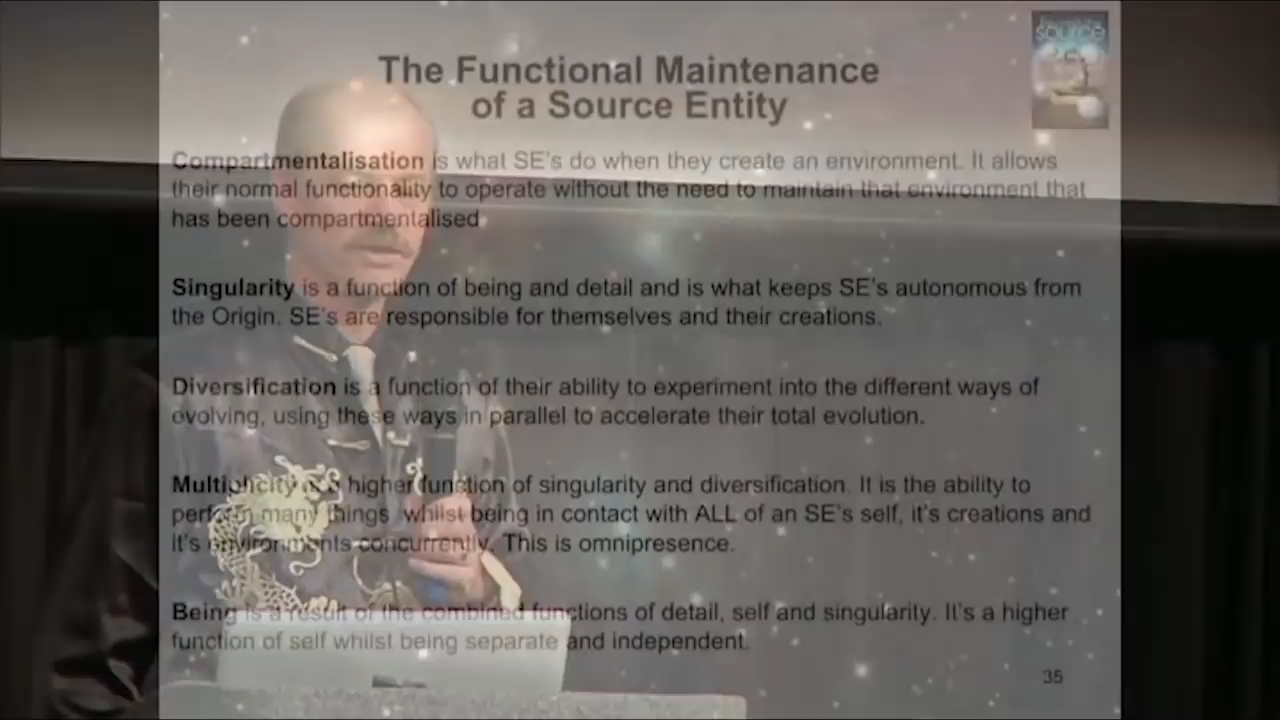 The Functional Maintenance
of a Source Entity
source
Compartmentalisation is what SE's do when they create an environment. It allows
their normal functionality to operate without the need to maintain that environment that
has been compartmentalised
Singularity is a function of being and detail and is what keeps SE's autonomous from
the Origin. SE's are responsible for themselves and their creations.
Diversification is a function of their ability to experiment into the different ways of
ovolving, using these ways in parallel to accelerate their total evolution.
Multiplicity is a higher function of singularity and diversification. It is the ability to
perform many things whilst being in contact with ALL of an SE's self, it's creations and
it's environments concurrently. This is omnipresence.
Being is a result of the combined functions of detail, self and singularity. It's a higher
function of self whilst being separate and independent.
35